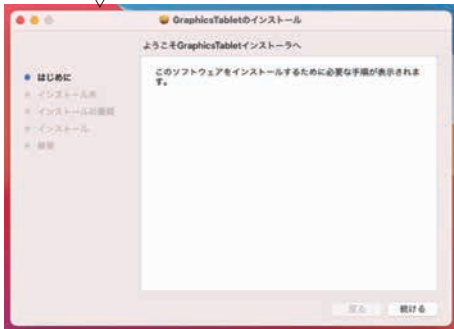 GraphicsTabletのインストール
ようこそGraphicsTabletインストーラへ
はじめに
インストール先
インストールの種類
インストール
概要
このソフトウェアをインストールするために必要な手順が表示されま
す。
戻る
続ける